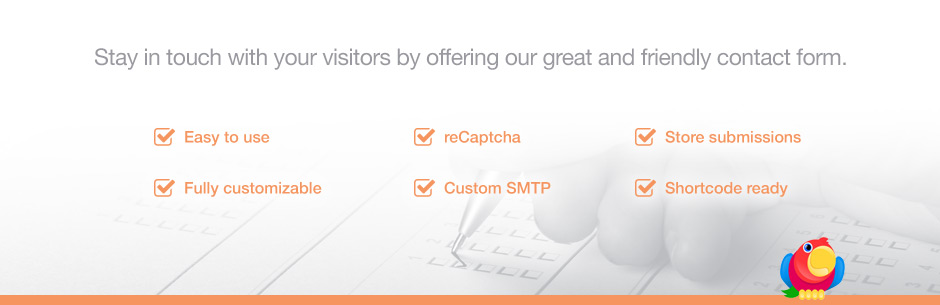 Stay in touch with your visitors by offering our great and friendly contact form.
Easy to use
reCaptcha
Store submissions
Fully customizable
Custom SMTP
Shortcode ready